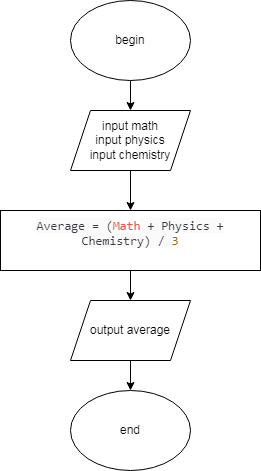 begin
input math
input physics
input chemistry
Average = (Math + Physics +
Chemistry) / 3
output average
end